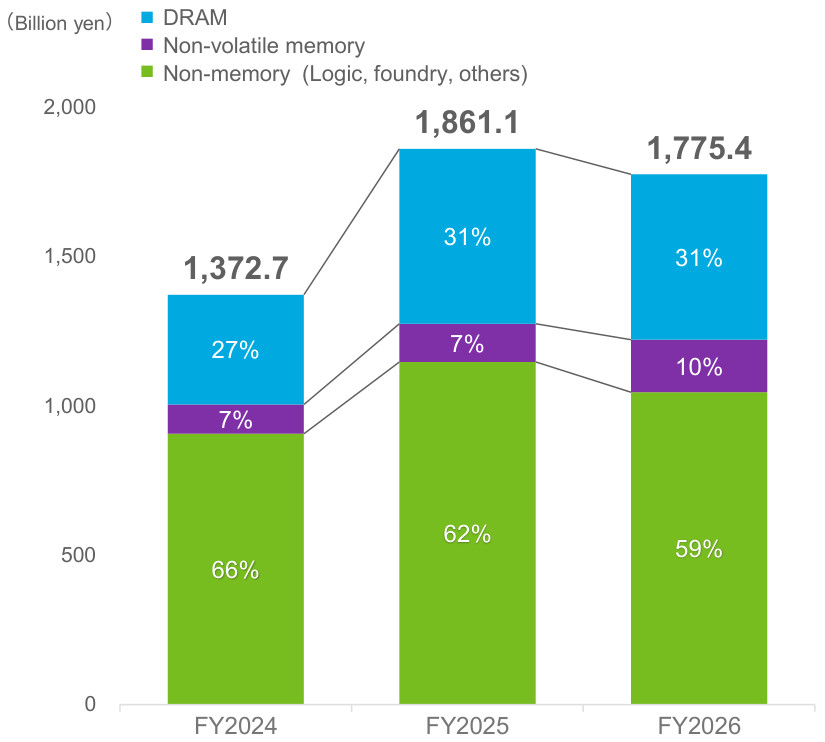 （Billion yen）
DRAM
Non-volatile memory
Non-memory (Logic, foundry, others)
2,000
1,500
1,000
500
0
1,372.7
27%
7%
66%
1,861.1
31%
7%
62%
1,775.4
31%
10%
59%
FY2024
FY2025
FY2026